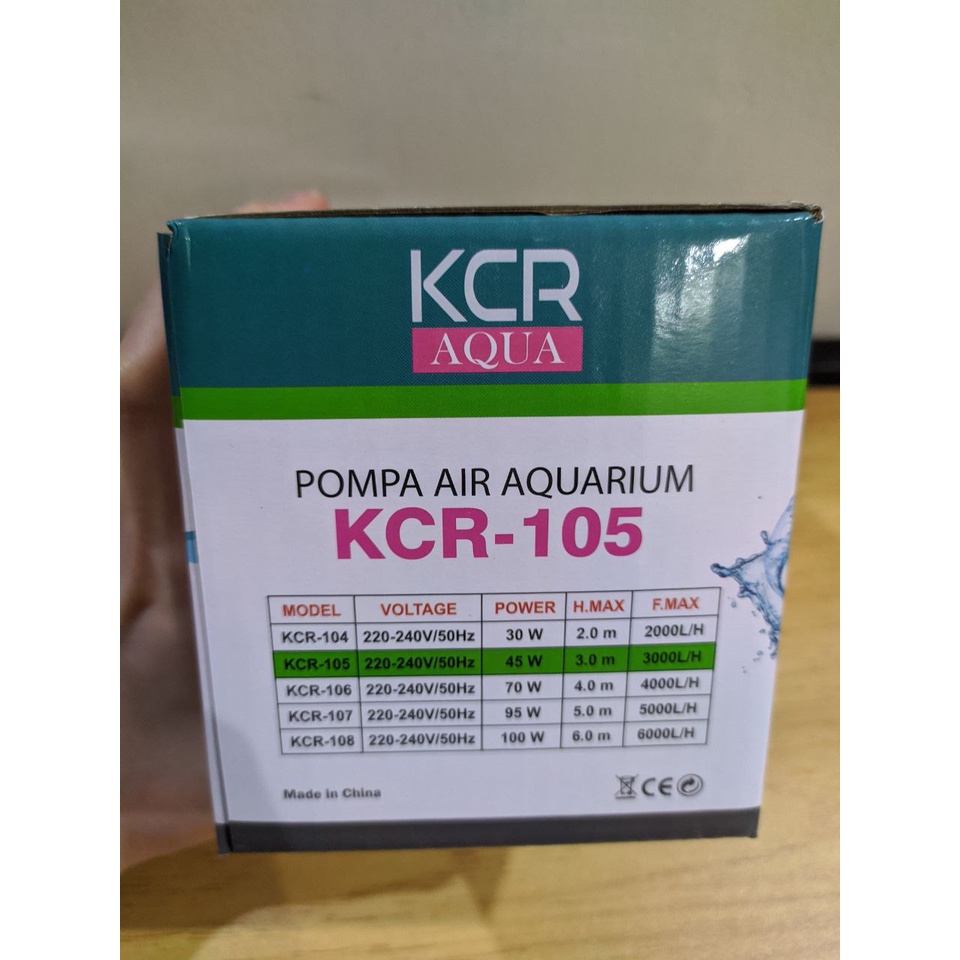 KCR
AQUA
POMPA AIR AQUARIUM
KCR-105
MODEL VOLTAGE POWER H.MAX F.MAX
KCR-104 220-240V/50Hz 30 W 2.0 m 2000L/H
KCR-105 220-240V/50Hz 45 W 3.0 m 3000L/H
KCR-106 220-240V/50Hz 70 W 4.0 m 4000L/H
KCR-107 220-240V/50Hz 95 W 5.0 m 5000L/H
KCR-108 220-240V/50Hz 100 W 6.0 m 6000L/H
Made in China
CE